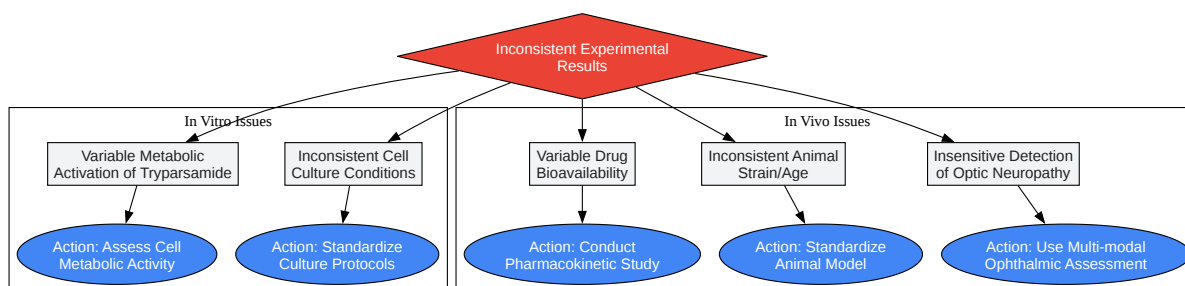 Inconsistent Experimental
Results
In Vitro Issues
In Vivo Issues
Variable Metabolic
Activation of Tryparsamide
Inconsistent Cell
Culture Conditions
Variable Drug
Bioavailability
Inconsistent Animal
Strain/Age
Insensitive Detection
of Optic Neuropathy
Action: Assess Cell
Metabolic Activity
Action: Standardize
Culture Protocols
Action: Conduct
Pharmacokinetic Study
Action: Standardize
Animal Model
Action: Use Multi-modal
Ophthalmic Assessment